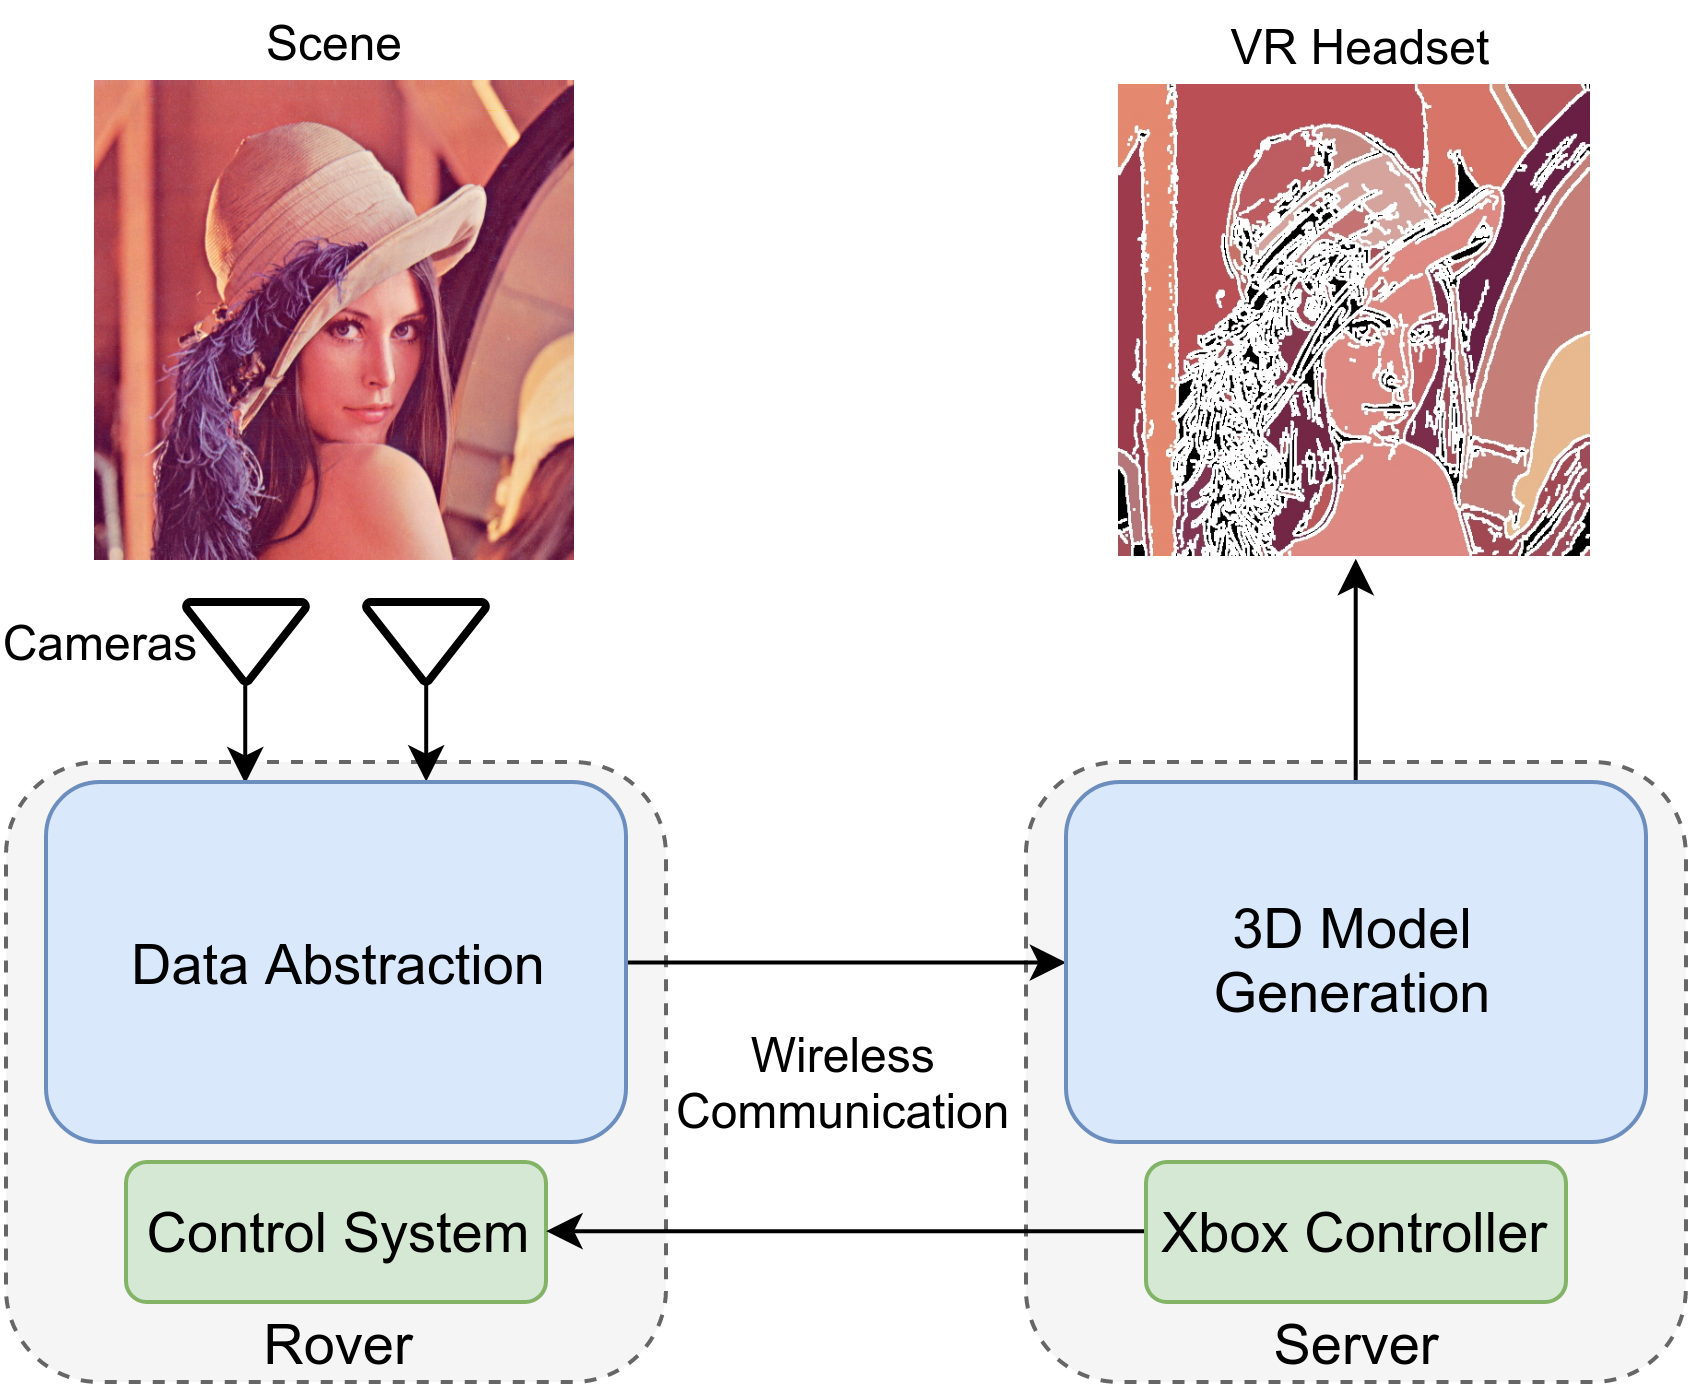 Scene
VR Headset
Cameras
Data Abstraction
3D Model
Generation
Wireless
Communication
Control System
Xbox Controller
Rover
Server